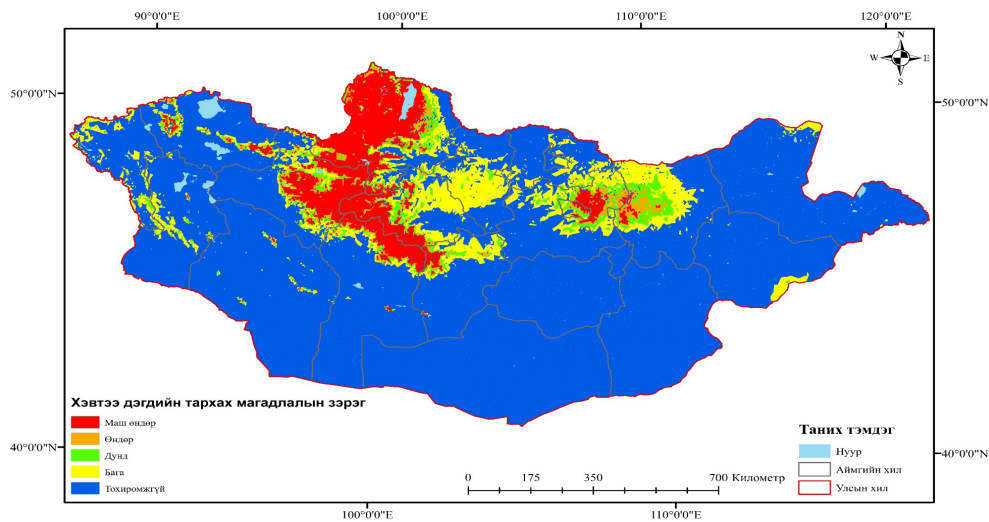 90°0'0"E
100°0'0"E
110°0'0"E
120°0'0"E
N
W
E
S
50°0'0"N
50°0'0"N
Хэвтээ дэгдийн тархах магадлалын зэрэг
Маш өндөр
Өндөр
Дунд
Бага
Тохиромжгүй
Таних тэмдэг
Нуур
Аймгийн хил
Улсын хил
40°0'0"N
40°0'0"N
0 175 350 700 Километр
100°0'0"E
110°0'0"E